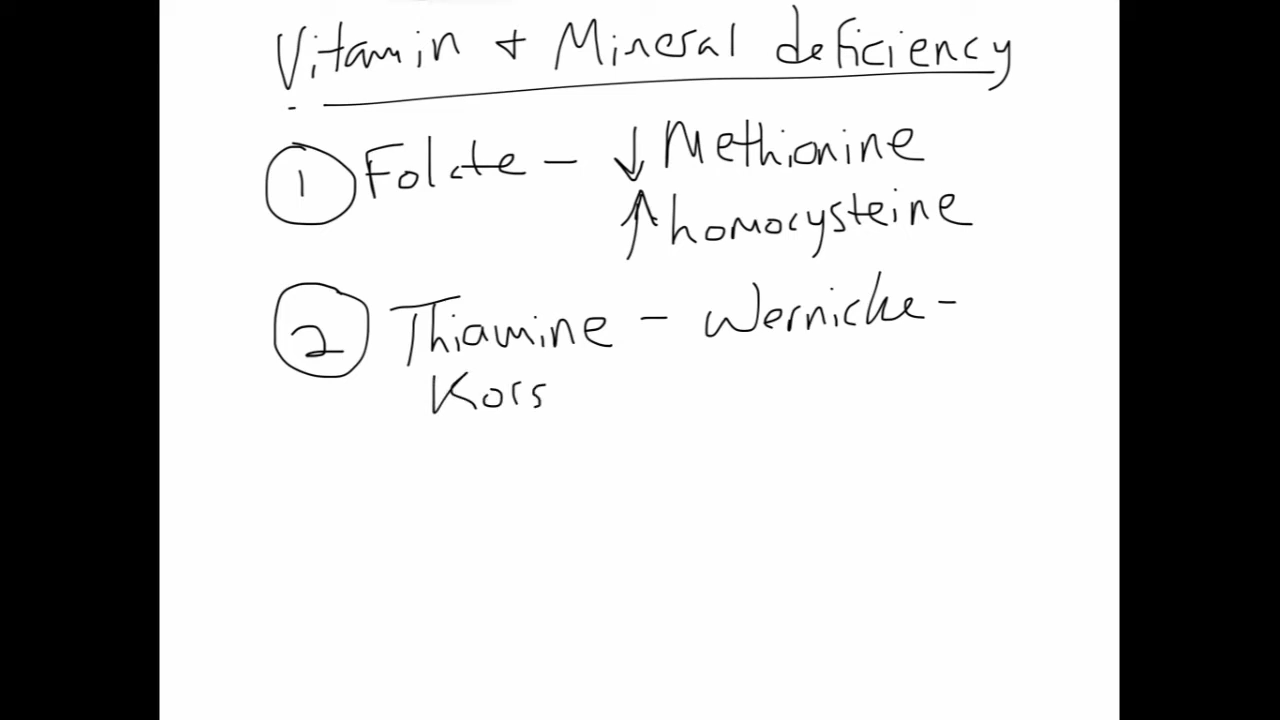 Vitamin + Mineral deficiency
1 Folate - ↓ Methionine
↑ homocysteine
2 Thiamine - Wernicke -
Kors